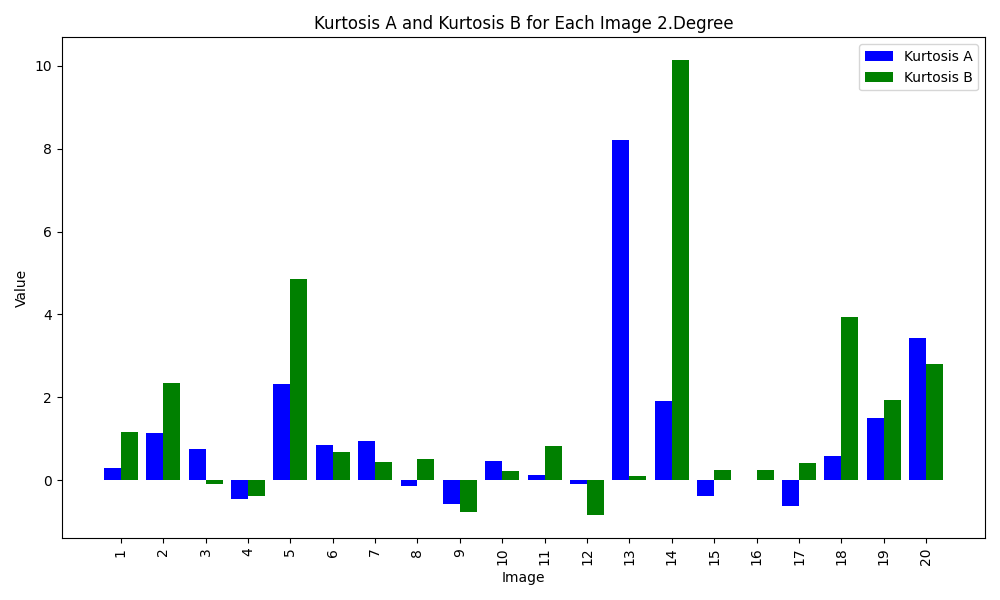 Kurtosis A and Kurtosis B for Each Image 2.Degree
Kurtosis A
Kurtosis B
Value
10
8
6
4
2
0
1 2 3 4 5 6 7 8 9 10 11 12 13 14 15 16 17 18 19 20
Image